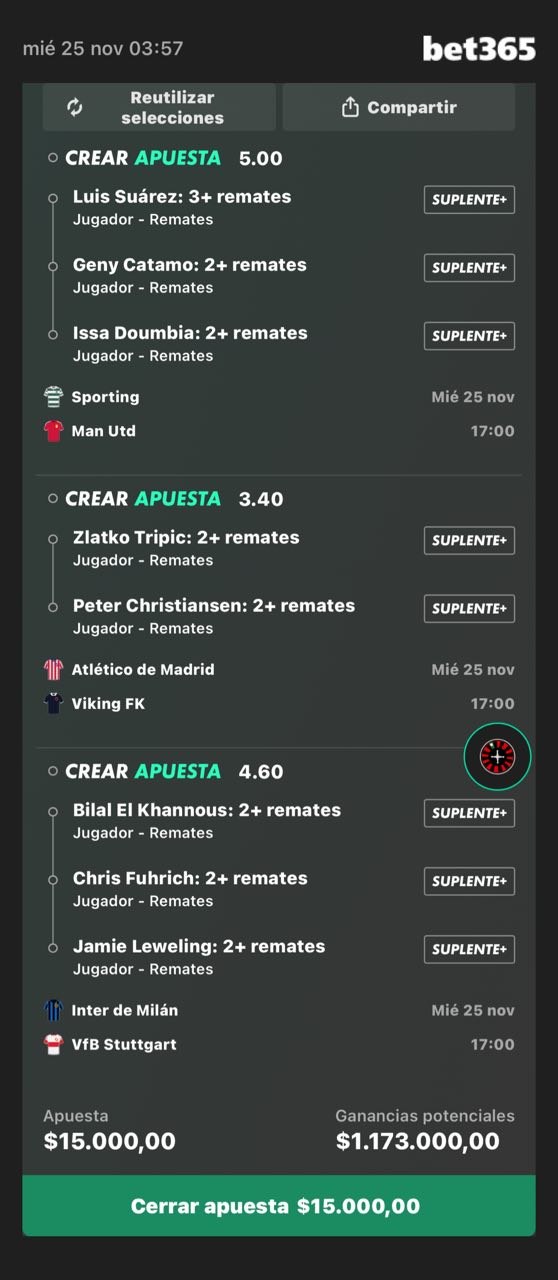 mié 25 nov 03:57
bet365
Reutilizar
selecciones
Compartir
CREAR APUESTA 5.00
Luis Suárez: 3+ remates
SUPLENTE+
Jugador - Remates
Geny Catamo: 2+ remates
SUPLENTE+
Jugador - Remates
Issa Doumbia: 2+ remates
SUPLENTE+
Jugador - Remates
Sporting
Mié 25 nov
Man Utd
17:00
CREAR APUESTA 3.40
Zlatko Tripic: 2+ remates
SUPLENTE+
Jugador - Remates
Peter Christiansen: 2+ remates
SUPLENTE+
Jugador - Remates
Atlético de Madrid
Mié 25 nov
Viking FK
17:00
CREAR APUESTA 4.60
Bilal El Khannous: 2+ remates
SUPLENTE+
Jugador - Remates
Chris Fuhrich: 2+ remates
SUPLENTE+
Jugador - Remates
Jamie Leweling: 2+ remates
SUPLENTE+
Jugador - Remates
Inter de Milán
Mié 25 nov
VfB Stuttgart
17:00
Apuesta
Ganancias potenciales
$15.000,00
$1.173.000,00
Cerrar apuesta $15.000,00